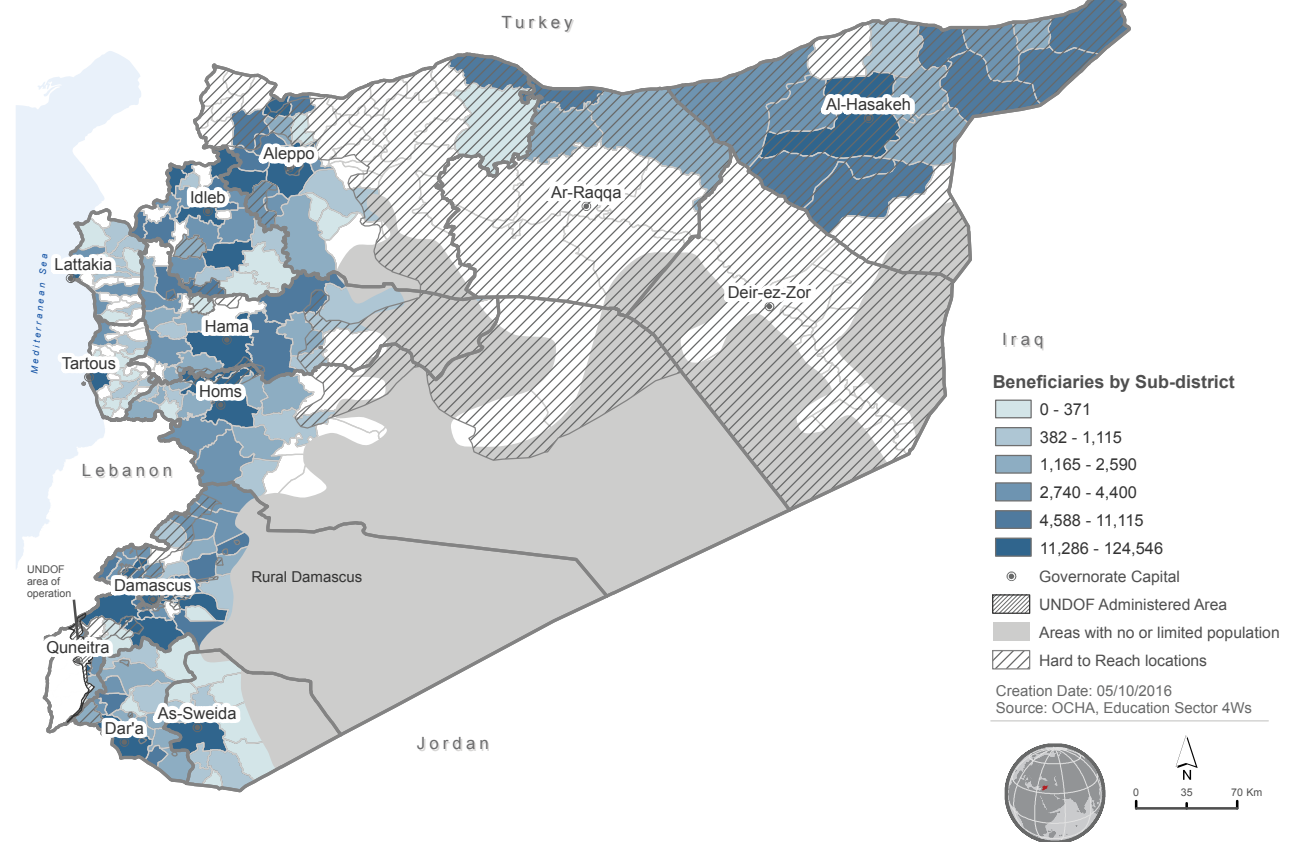 Turkey
Al-Hasakeh
Aleppo
Idleb
Ar-Raqqa
Mediterranean Sea
Lattakia
Deir-ez-Zor
Hama
Iraq
Tartous
Homs
Lebanon
UNDOF
area of
operation
Damascus
Rural Damascus
Quneitra
As-Sweida
Dar'a
Jordan
Beneficiaries by Sub-district
0 - 371
382 - 1,115
1,165 - 2,590
2,740 - 4,400
4,588 - 11,115
11,286 - 124,546
Governorate Capital
UNDOF Administered Area
Areas with no or limited population
Hard to Reach locations
Creation Date: 05/10/2016
Source: OCHA, Education Sector 4Ws
N
0 35 70 Km